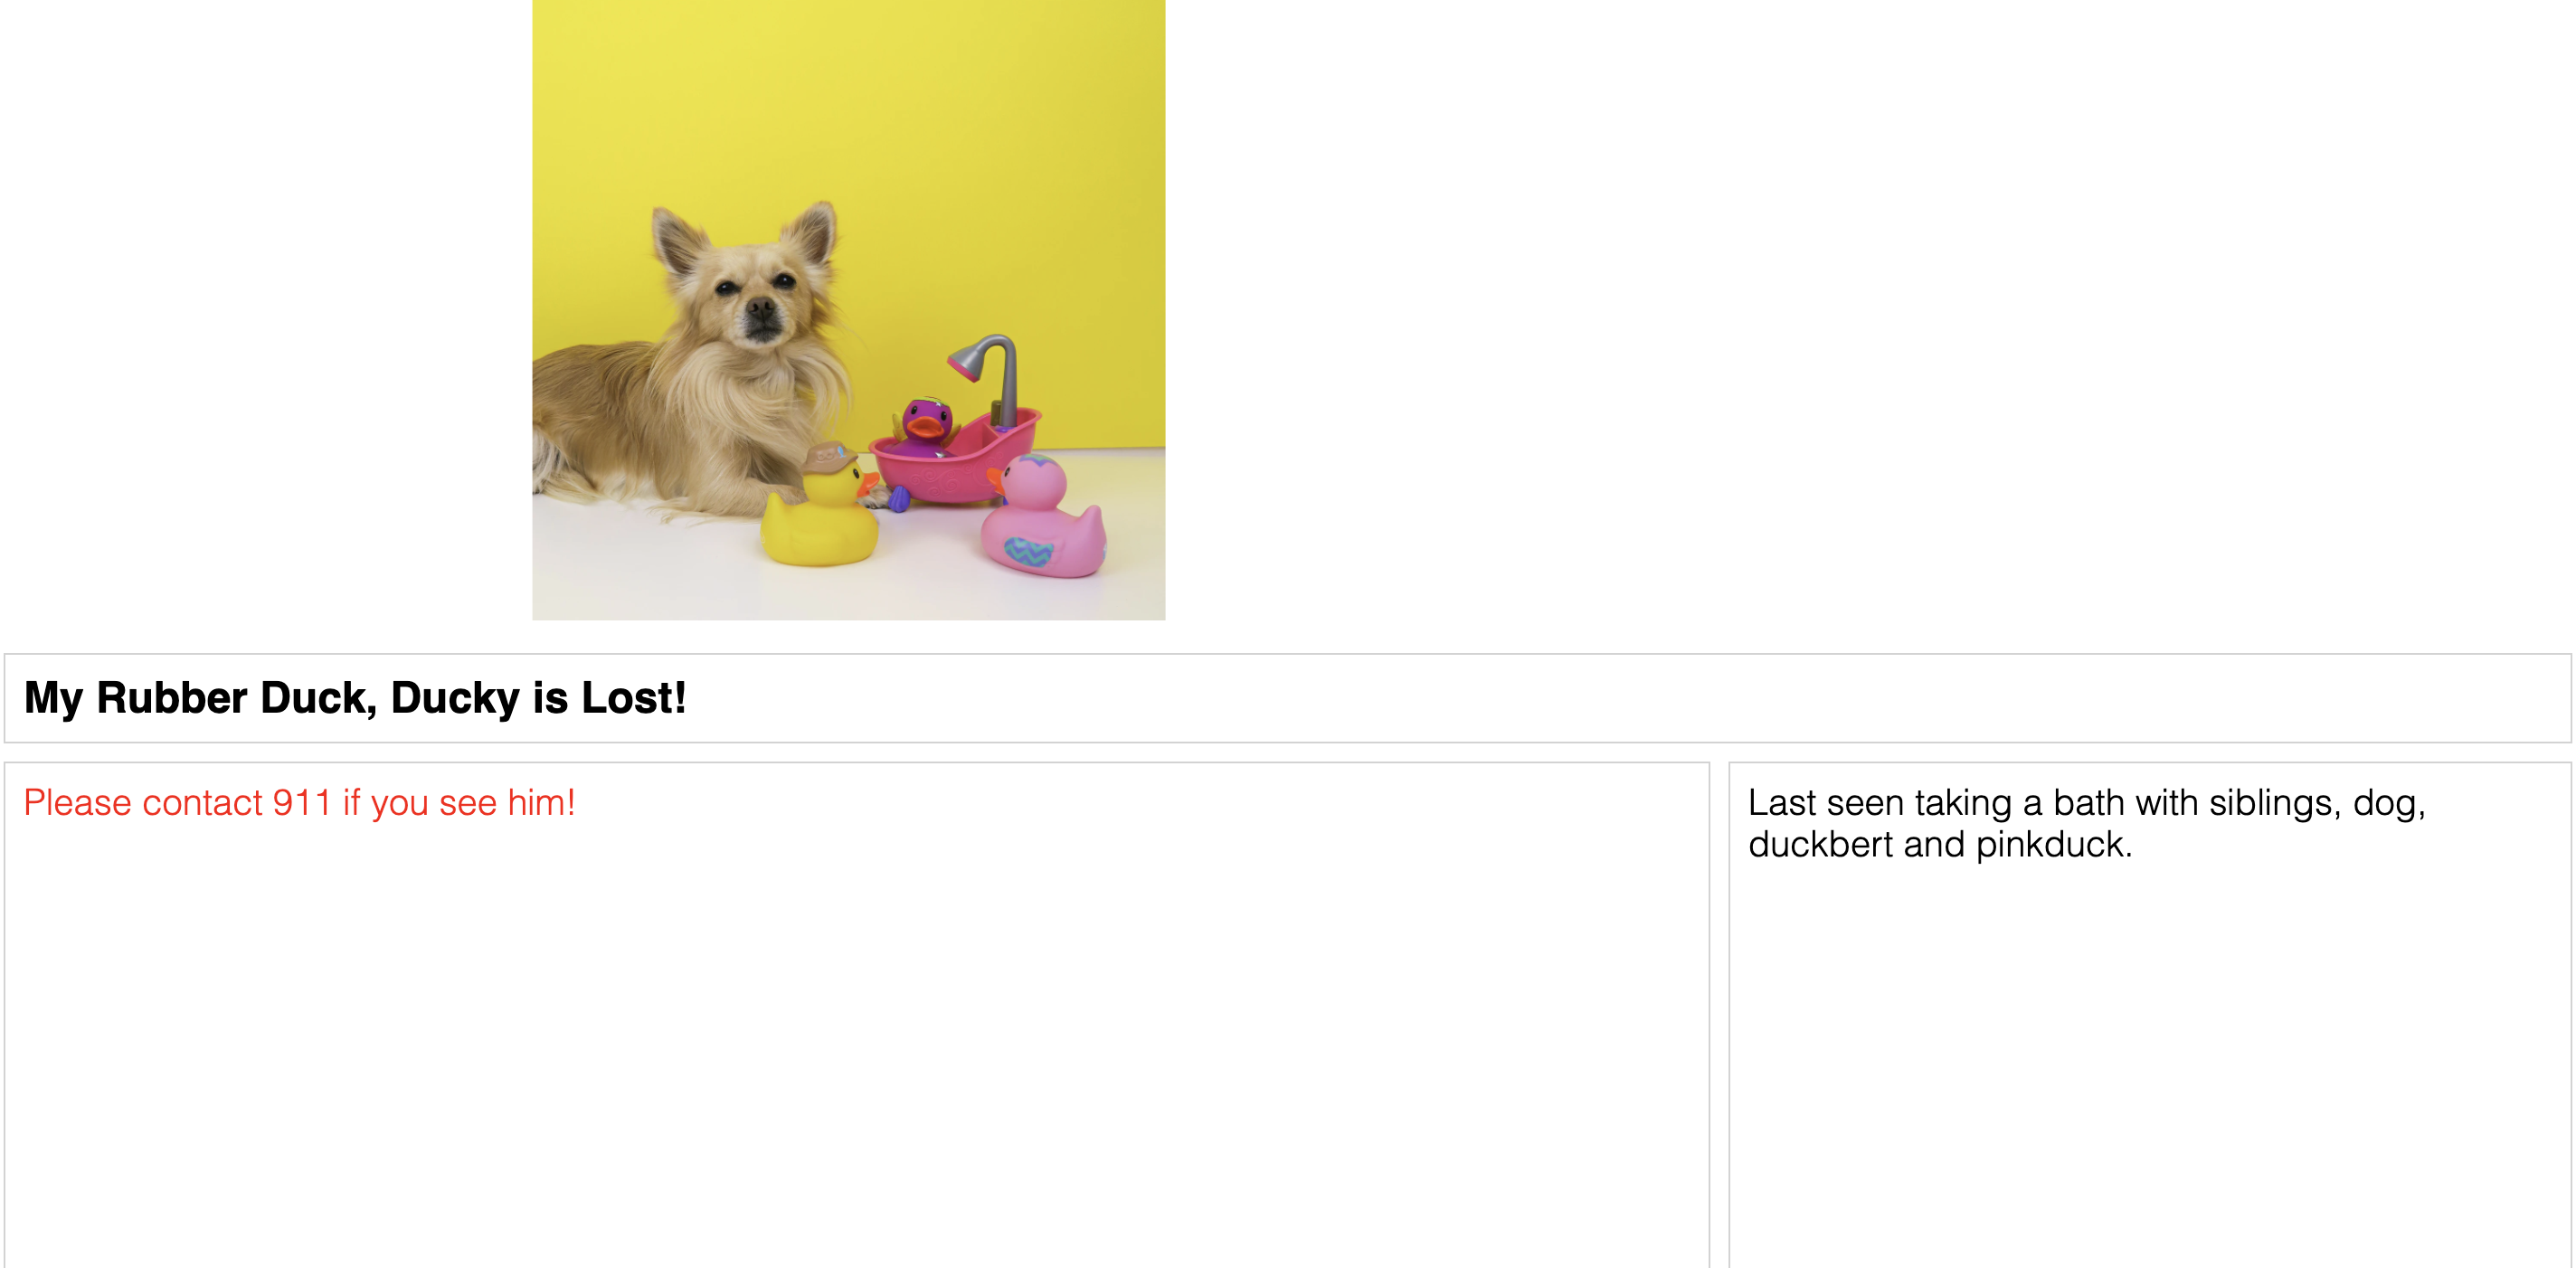 My Rubber Duck, Ducky is Lost!
Please contact 911 if you see him!
Last seen taking a bath with siblings, dog,
duckbert and pinkduck.